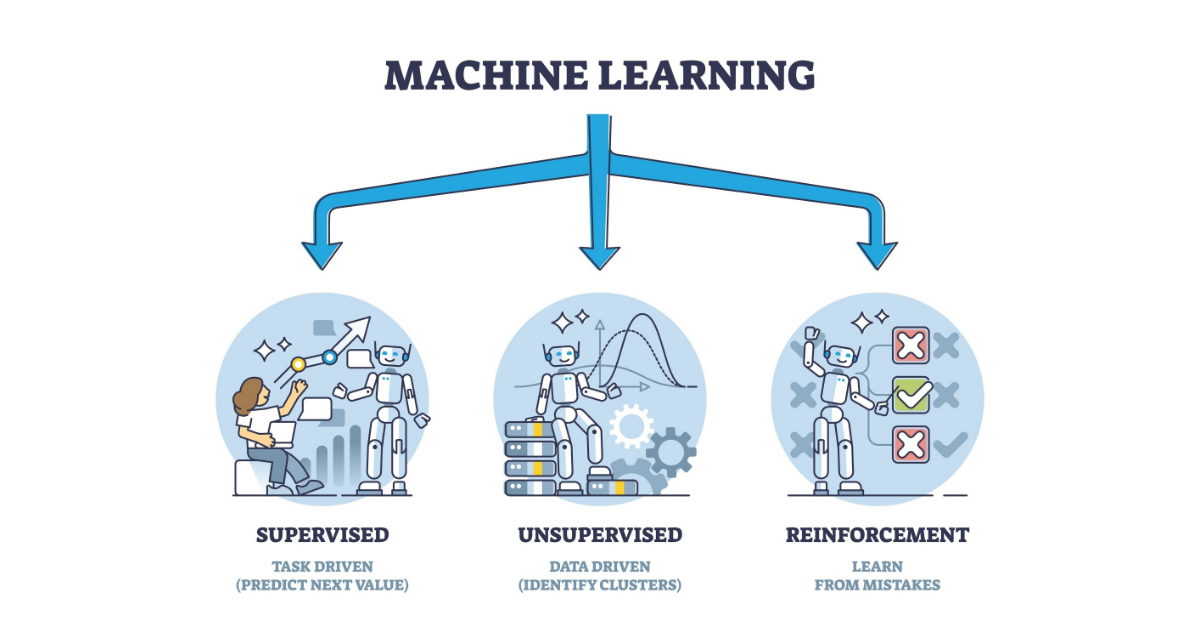 MACHINE LEARNING
SUPERVISED
TASK DRIVEN
(PREDICT NEXT VALUE)
UNSUPERVISED
DATA DRIVEN
(IDENTIFY CLUSTERS)
REINFORCEMENT
LEARN
FROM MISTAKES